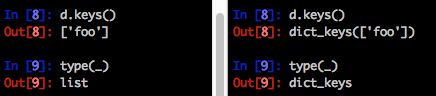 In [8]: d.keys()
Out[8]: ['foo']
In [9]: type(_)
Out[9]: list
In [8]: d.keys()
Out[8]: dict_keys(['foo'])
In [9]: type(_)
Out[9]: dict_keys